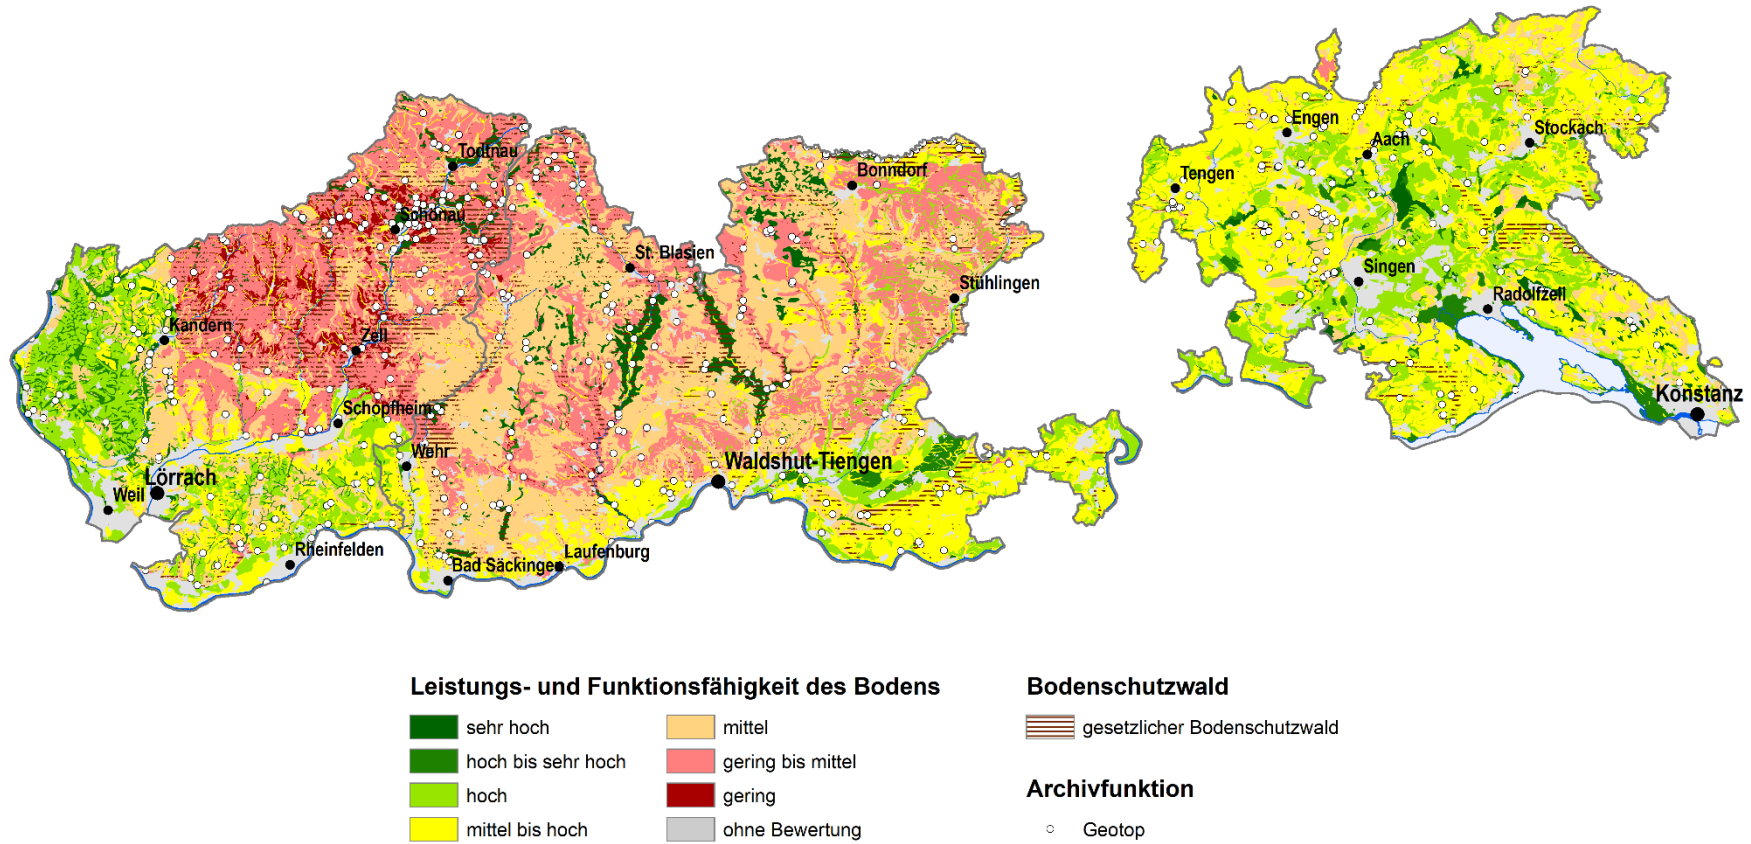 Engen
Aach
Stockach
Todtnau
Bonndorf
Tengen
Schönau
St. Blasien
Singen
Stühlingen
Radolfzell
Kandern
Zell
Konstanz
Schopfheim
Wehr
Waldshut-Tiengen
Lörrach
Weil
Rheinfelden
Laufenburg
Bad Säckingen
Leistungs- und Funktionsfähigkeit des Bodens
sehr hoch
hoch bis sehr hoch
hoch
mittel bis hoch
mittel
gering bis mittel
gering
ohne Bewertung
Bodenschutzwald
gesetzlicher Bodenschutzwald
Archivfunktion
Geotop